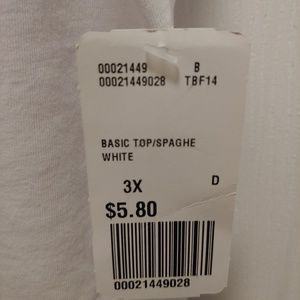 00021449 B
00021449028 TBF14
BASIC TOP/SPAGHE
WHITE
3X D
$5.80
00021449028